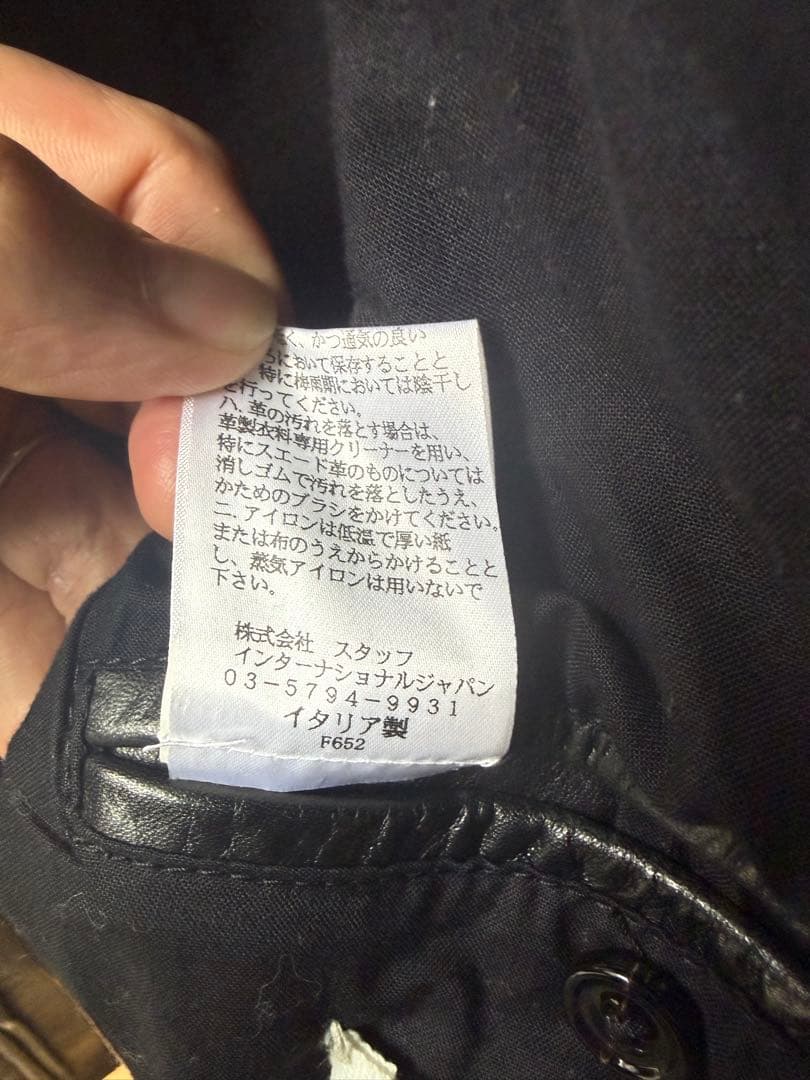 く、かつ通気の良い
ろにおいて保存することと
特に梅雨期においては陰干し
を行ってください。
ハ．革の汚れを落とす場合は、
革製衣料専用クリーナーを用い、
特にスエード革のものについては
消しゴムで汚れを落としたうえ、
かためのブラシをかけてください。
ニ．アイロンは低温で厚い紙
または布のうえからかけることと
し、蒸気アイロンは用いないで
下さい。
株式会社　スタッフ
インターナショナルジャパン
03-5794-9931
イタリア製
F652